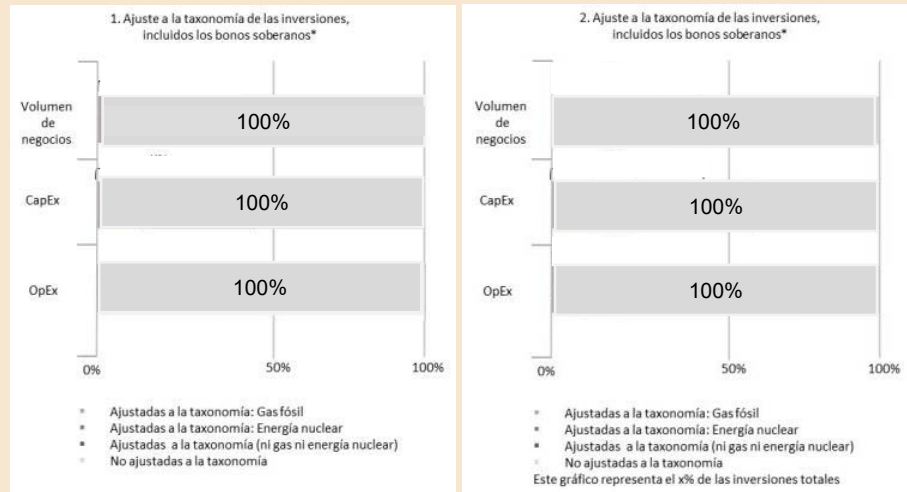 1. Ajuste a la taxonomía de las inversiones,
incluidos los bonos soberanos*
Volumen
de
negocios
100%
CapEx
100%
OpEx
100%
0%
50%
100%
Ajustadas a la taxonomía: Gas fósil
Ajustadas a la taxonomía: Energía nuclear
Ajustadas a la taxonomía (ni gas ni energía nuclear)
No ajustadas a la taxonomía
2. Ajuste a la taxonomía de las inversiones,
incluidos los bonos soberanos*
Volumen
de
negocios
100%
CapEx
100%
OpEx
100%
0%
50%
100%
Ajustadas a la taxonomía: Gas fósil
Ajustadas a la taxonomía: Energía nuclear
Ajustadas a la taxonomía (ni gas ni energía nuclear)
No ajustadas a la taxonomía
Este gráfico representa el x% de las inversiones totales